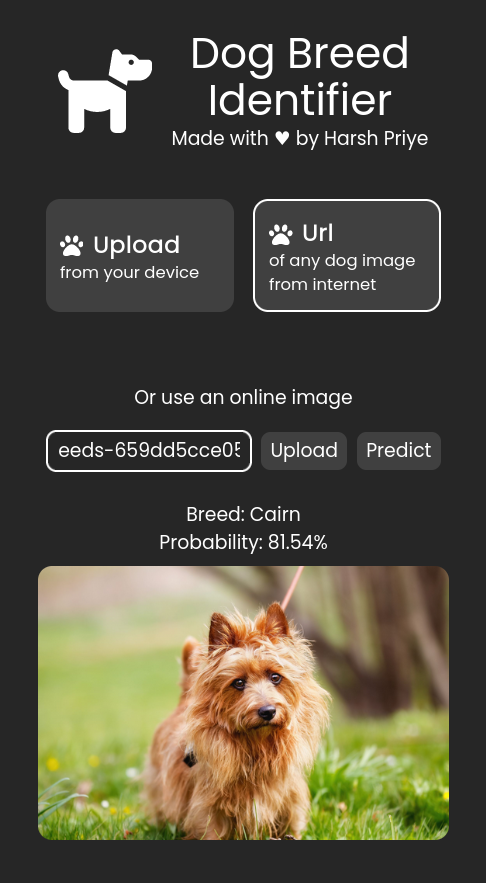 Dog Breed
Identifier
Made with ♥ by Harsh Priye
Upload
from your device
Url
of any dog image
from internet
Or use an online image
eeds-659dd5cce05
Upload
Predict
Breed: Cairn
Probability: 81.54%